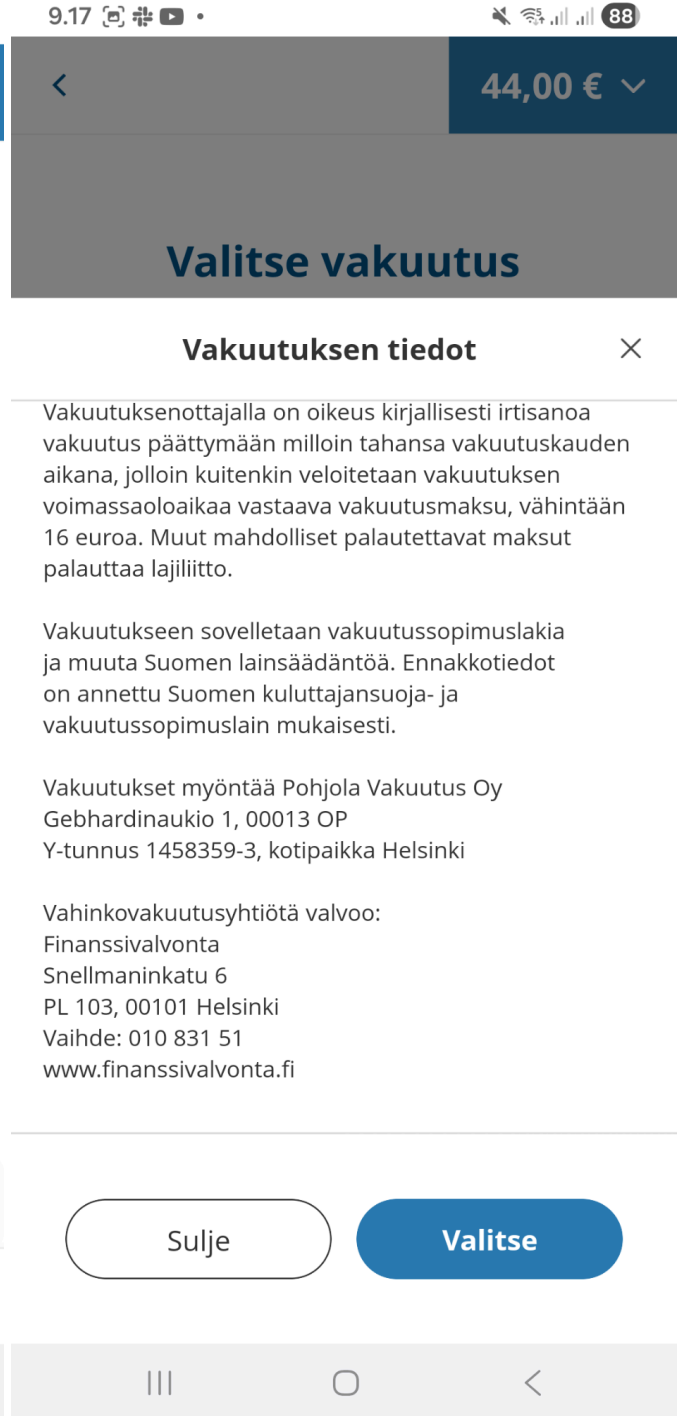 9.17
88
44,00 €
Valitse vakuutus
Vakuutuksen tiedot
Vakuutuksenottajalla on oikeus kirjallisesti irtisanoa
vakuutus päättymään milloin tahansa vakuutuskauden
aikana, jolloin kuitenkin veloitetaan vakuutuksen
voimassaoloaikaa vastaava vakuutusmaksu, vähintään
16 euroa. Muut mahdolliset palautettavat maksut
palauttaa lajiliitto.
Vakuutukseen sovelletaan vakuutussopimuslakia
ja muuta Suomen lainsäädäntöä. Ennakkotiedot
on annettu Suomen kuluttajansuoja- ja
vakuutussopimuslain mukaisesti.
Vakuutukset myöntää Pohjola Vakuutus Oy
Gebhardinaukio 1, 00013 OP
Y-tunnus 1458359-3, kotipaikka Helsinki
Vahinkovakuutusyhtiötä valvoo:
Finanssivalvonta
Snellmaninkatu 6
PL 103, 00101 Helsinki
Vaihde: 010 831 51
www.finanssivalvonta.fi
Sulje
Valitse